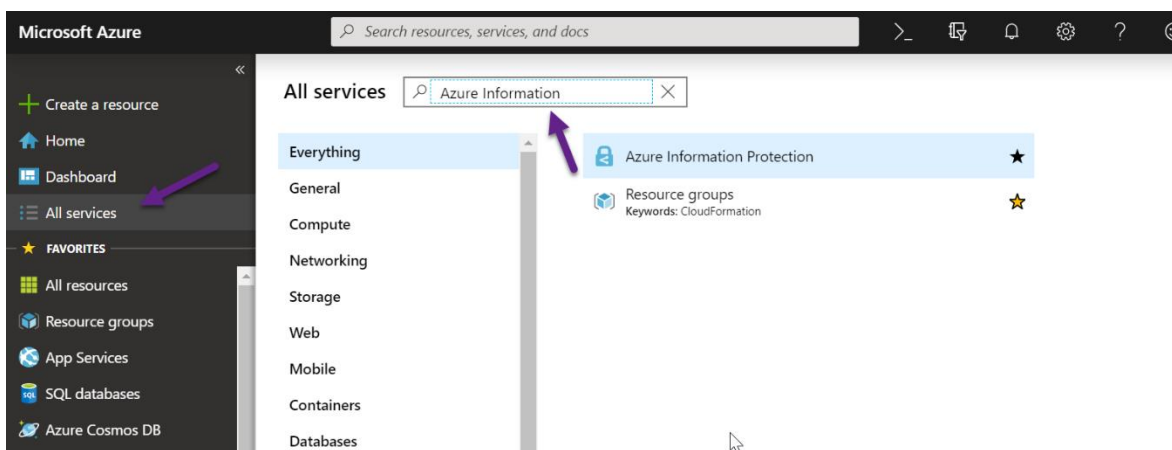 Microsoft Azure
Search resources, services, and docs
>_
?
«
Create a resource
Home
Dashboard
All services
FAVORITES
All resources
Resource groups
App Services
SQL databases
Azure Cosmos DB
All services
Azure Information
Everything
General
Compute
Networking
Storage
Web
Mobile
Containers
Databases
Azure Information Protection
Resource groups
Keywords: CloudFormation